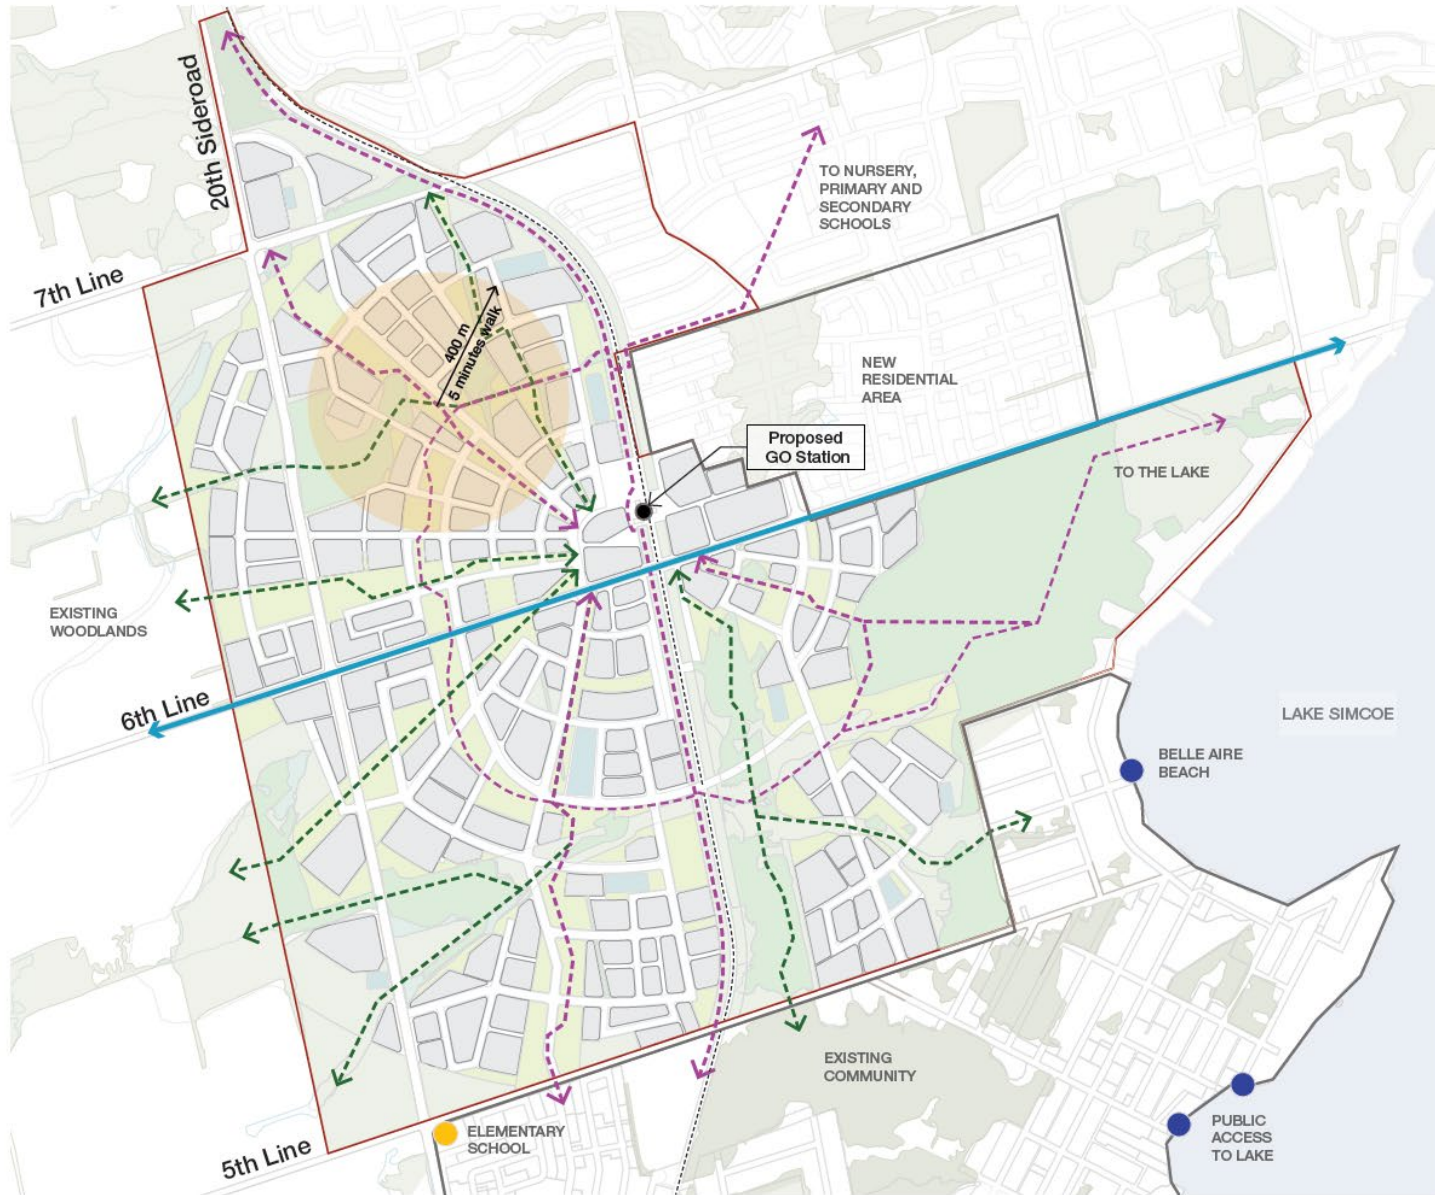 20th Sideroad
TO NURSERY,
PRIMARY AND
SECONDARY
SCHOOLS
7th Line
400 m
5 minutes walk
NEW
RESIDENTIAL
AREA
Proposed
GO Station
TO THE LAKE
EXISTING
WOODLANDS
6th Line
LAKE SIMCOE
BELLE AIRE
BEACH
EXISTING
COMMUNITY
ELEMENTARY
SCHOOL
PUBLIC
ACCESS
TO LAKE
5th Line